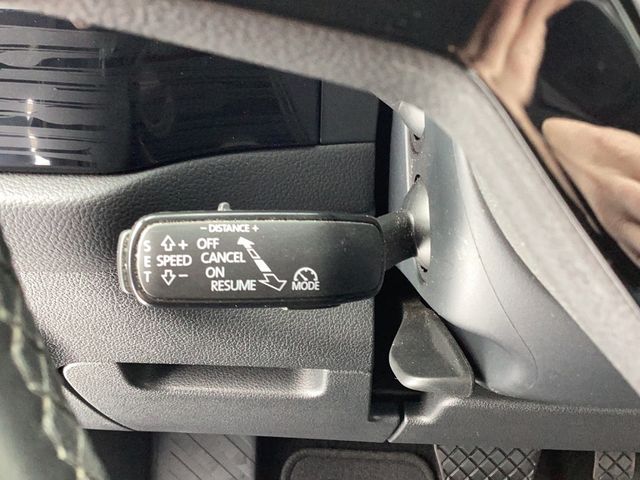 - DISTANCE +
S E T
+
SPEED
-
OFF
CANCEL
ON
RESUME
MODE